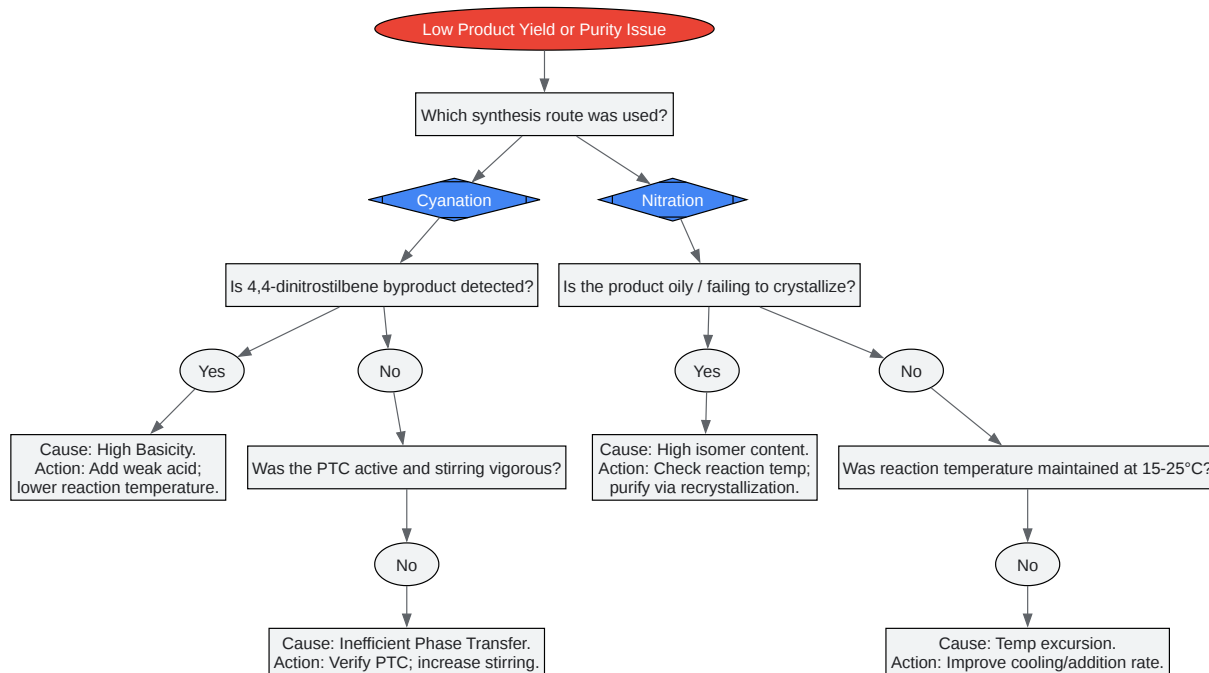 Low Product Yield or Purity Issue
Which synthesis route was used?
Cyanation
Nitration
Is 4,4-dinitrostilbene byproduct detected?
Is the product oily / failing to crystallize?
Yes
No
Yes
No
Cause: High Basicity.
Action: Add weak acid;
lower reaction temperature.
Was the PTC active and stirring vigorous?
Cause: High isomer content.
Action: Check reaction temp;
purify via recrystallization.
Was reaction temperature maintained at 15-25°C?
No
No
Cause: Inefficient Phase Transfer.
Action: Verify PTC; increase stirring.
Cause: Temp excursion.
Action: Improve cooling/addition rate.